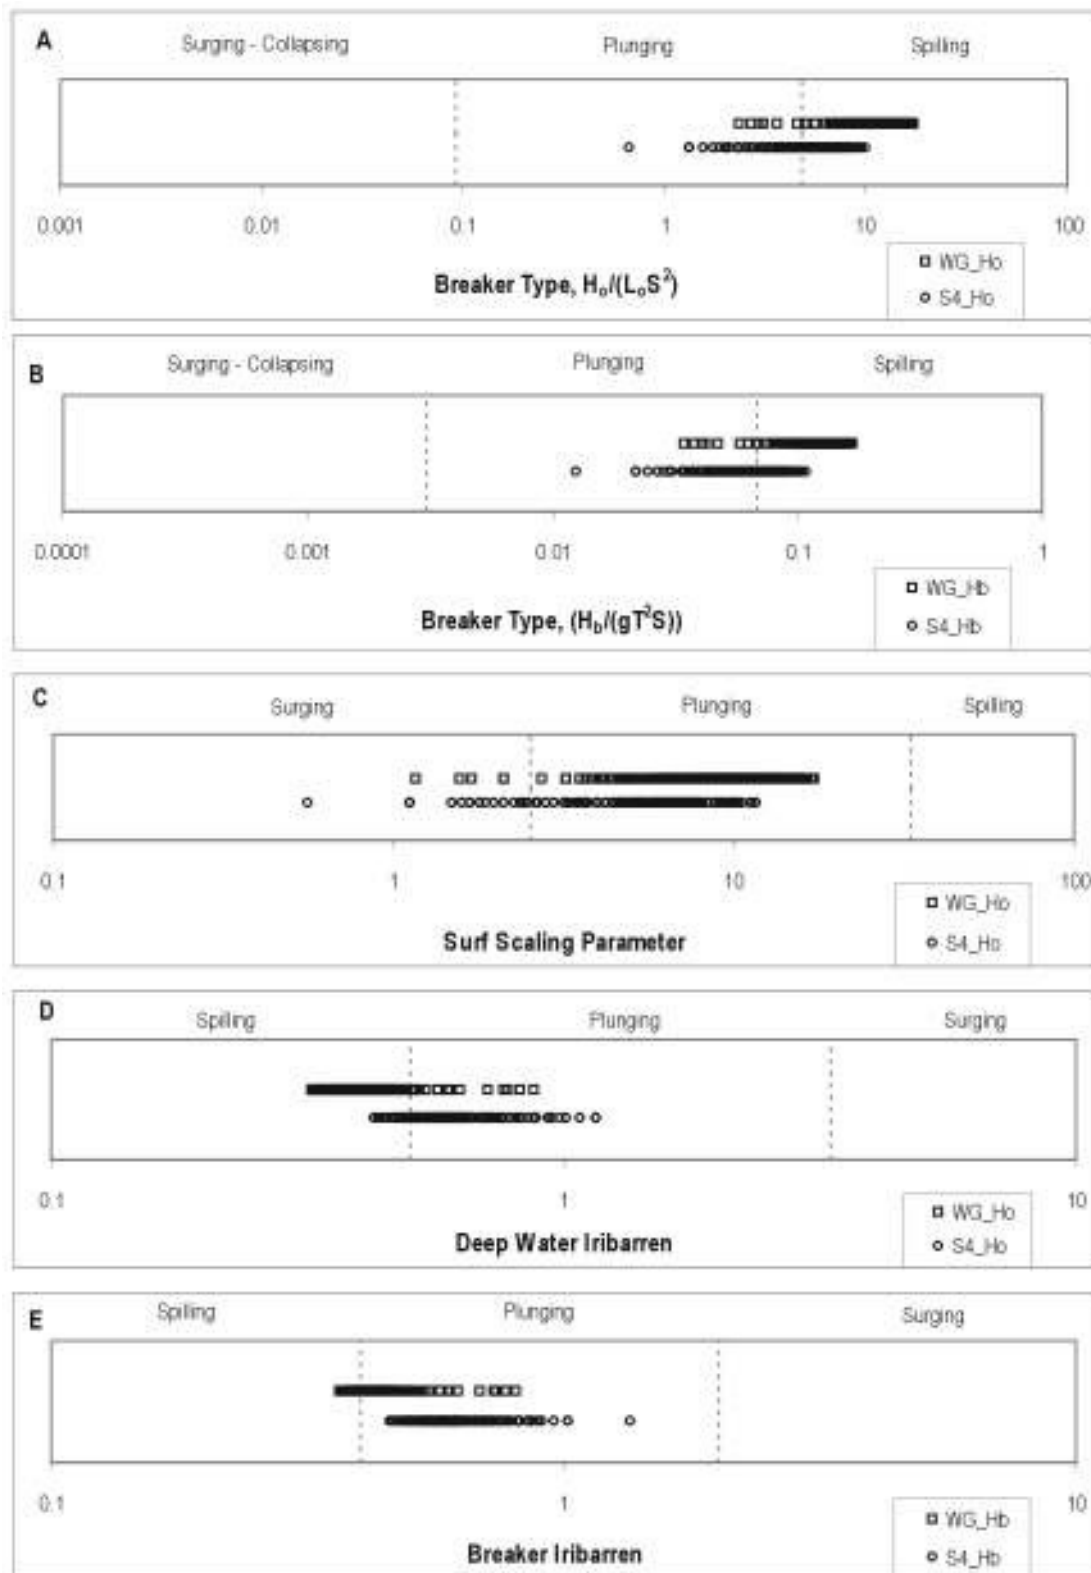 A
Surging - Collapsing Plunging Spilling
0.001 0.01 0.1 1 10 100
Breaker Type, Hₒ/(LₒS²)
WG_Ho
S4_Ho
B
Surging - Collapsing Plunging Spilling
0.0001 0.001 0.01 0.1 1
Breaker Type, (H_b/(gT²S))
WG_Hb
S4_Hb
C
Surging Plunging Spilling
0.1 1 10 100
Surf Scaling Parameter
WG_Ho
S4_Ho
D
Spilling Plunging Surging
0.1 1 10
Deep Water Iribarren
WG_Ho
S4_Ho
E
Spilling Plunging Surging
0.1 1 10
Breaker Iribarren
WG_Hb
S4_Hb